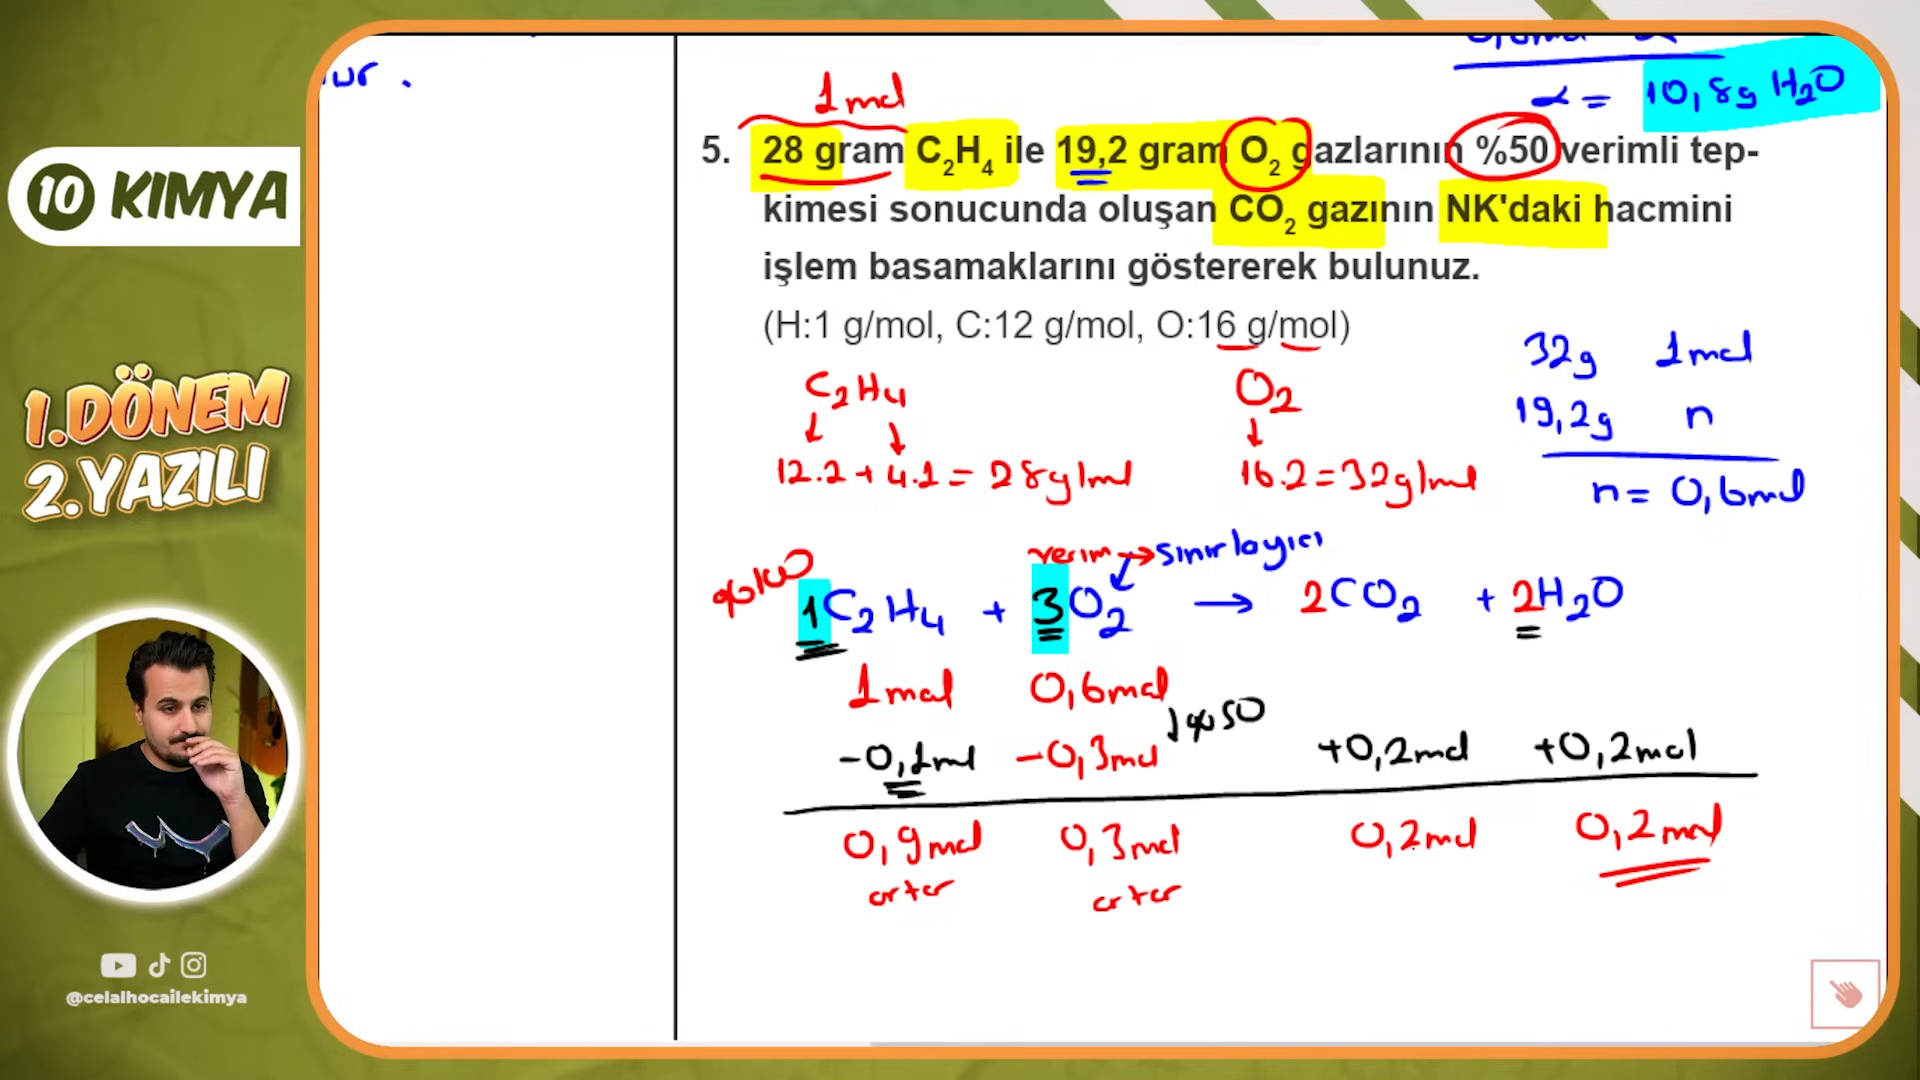 10 KIMYA
1.DÖNEM
2.YAZILI
@celalhocailekimya
α = 10,8g H₂O
1 mol
5. 28 gram C₂H₄ ile 19,2 gram O₂ gazlarının %50 verimli tep-
kimesi sonucunda oluşan CO₂ gazının NK'daki hacmini
işlem basamaklarını göstererek bulunuz.
(H:1 g/mol, C:12 g/mol, O:16 g/mol)
C₂H₄
12.2 + 4.1 = 28g/mol
O₂
16.2 = 32g/mol
32g 1mol
19,2g n
n = 0,6mol
%100
verim → sınırlayıcı
1C₂H₄ + 3O₂ → 2CO₂ + 2H₂O
1mol 0,6mol
↓%50
-0,1mol -0,3mol +0,2mol +0,2mol
0,9mol 0,3mol 0,2mol 0,2mol
artar artar